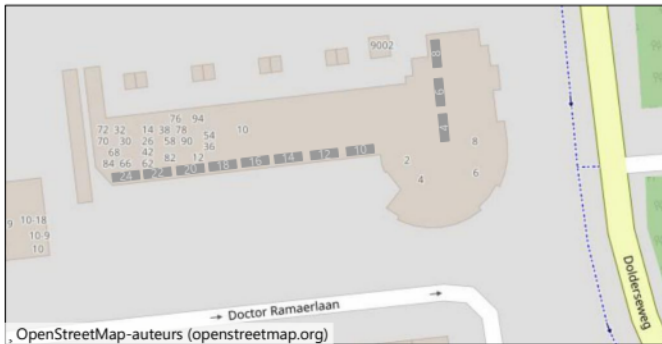 9002
8
6
4
76 94
72 32 14 38 78 54 10
70 30 26 58 90 36
68 42
84 66 62 82 12
24 22 20 18 16 14 12 10
2 8
4 6
9 10-18
10-9
10
Doctor Ramaerlaan
Dolderseweg
, OpenStreetMap-auteurs (openstreetmap.org)